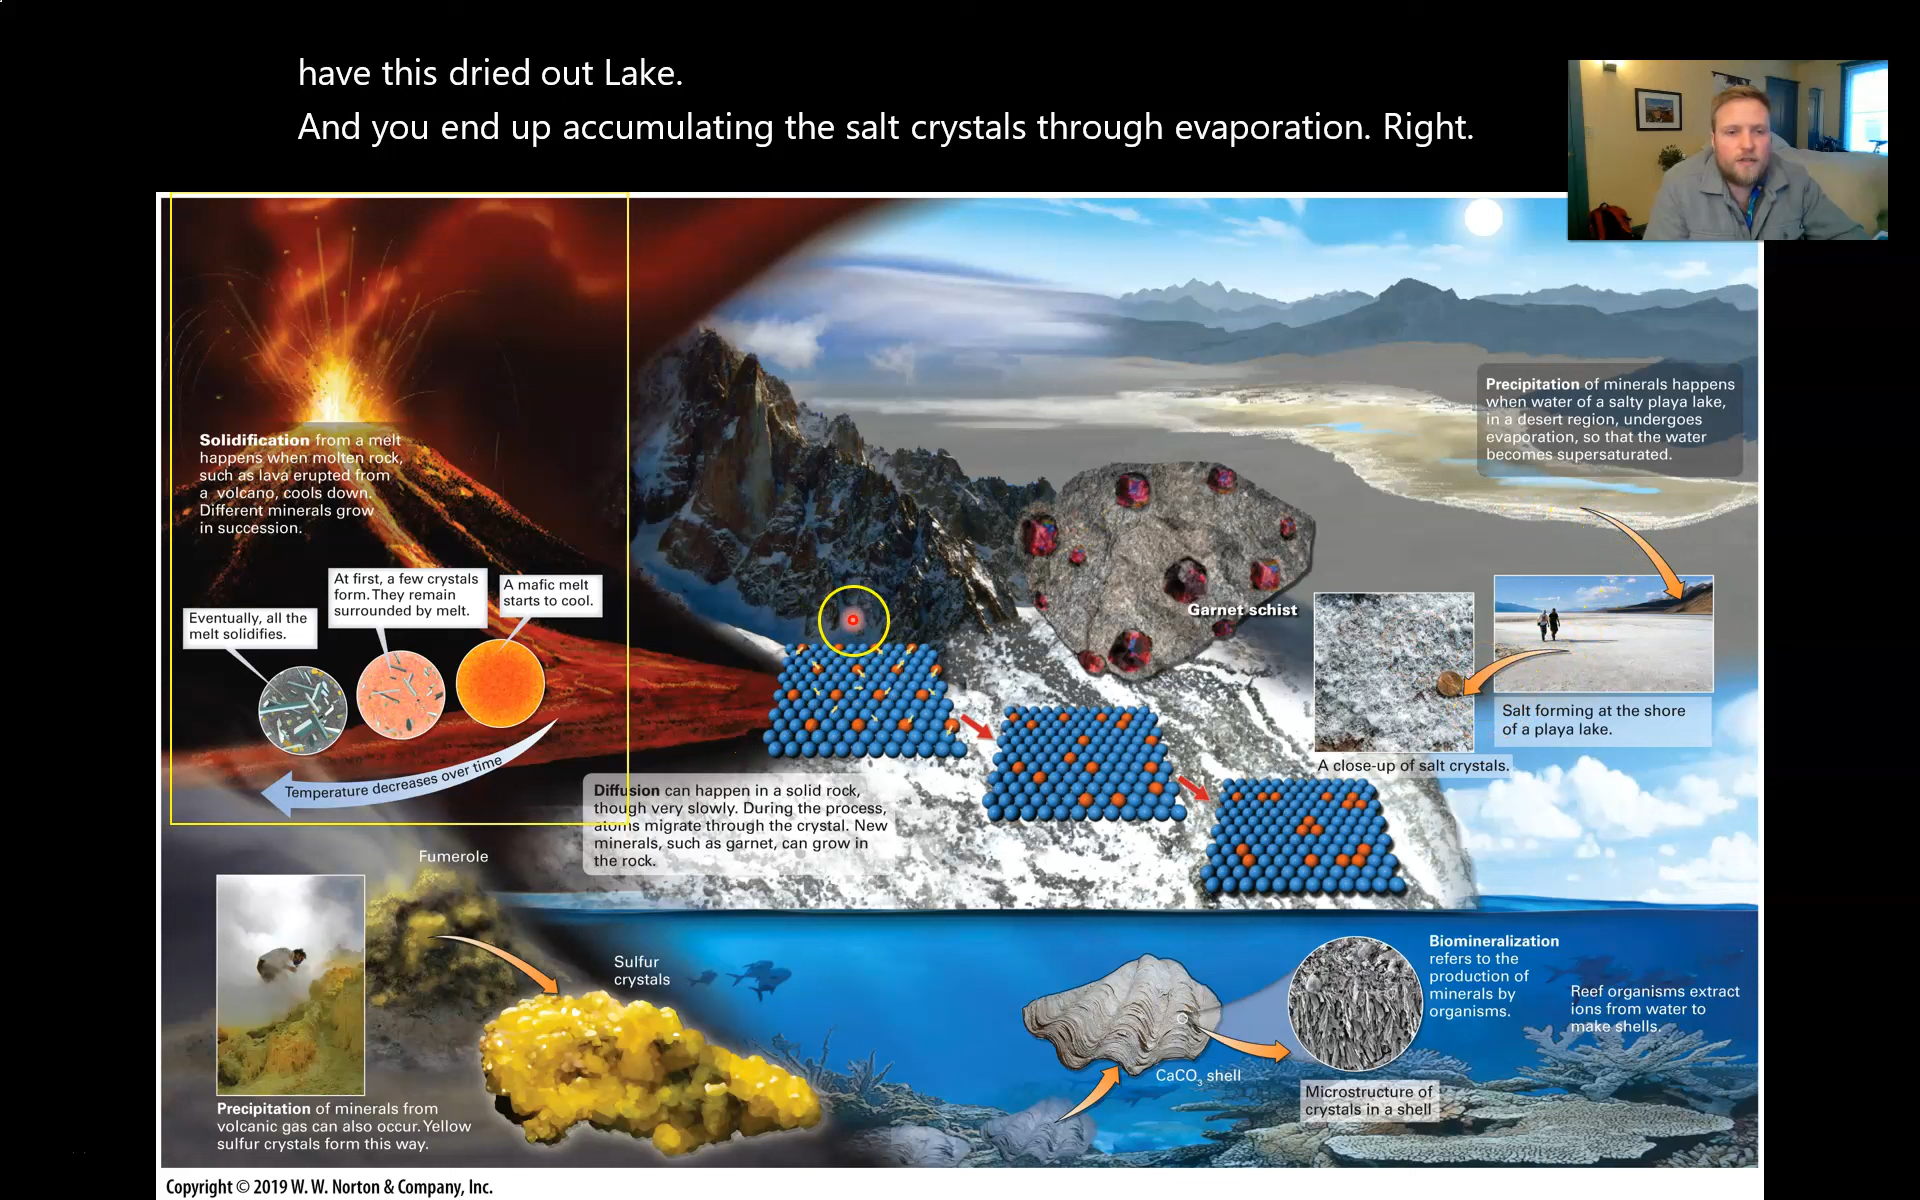 have this dried out Lake.
And you end up accumulating the salt crystals through evaporation. Right.
Solidification from a melt
happens when molten rock,
such as lava erupted from
a volcano, cools down.
Different minerals grow
in succession.
Eventually, all the
melt solidifies.
At first, a few crystals
form. They remain
surrounded by melt.
A mafic melt
starts to cool.
Temperature decreases over time
Precipitation of minerals happens
when water of a salty playa lake,
in a desert region, undergoes
evaporation, so that the water
becomes supersaturated.
Garnet schist
Salt forming at the shore
of a playa lake.
A close-up of salt crystals.
Diffusion can happen in a solid rock,
though very slowly. During the process,
atoms migrate through the crystal. New
minerals, such as garnet, can grow in
the rock.
Fumerole
Sulfur
crystals
Precipitation of minerals from
volcanic gas can also occur. Yellow
sulfur crystals form this way.
CaCO₃ shell
Microstructure of
crystals in a shell
Biomineralization
refers to the
production of
minerals by
organisms.
Reef organisms extract
ions from water to
make shells.
Copyright © 2019 W. W. Norton & Company, Inc.